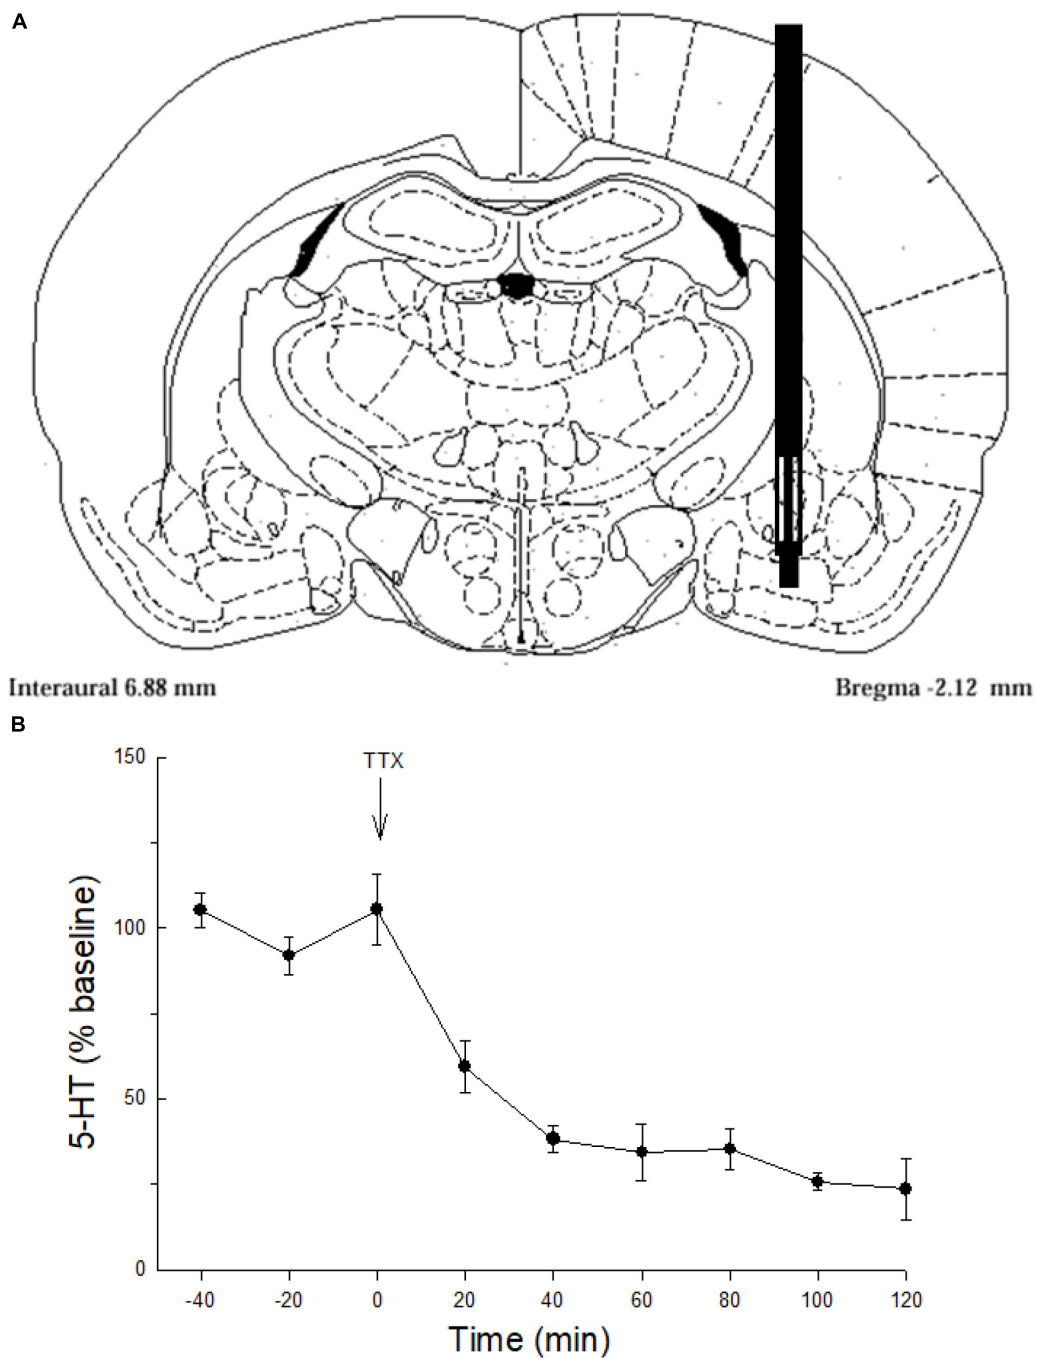 A
Interaural 6.88 mm
Bregma -2.12 mm
B
TTX
150
100
50
0
5-HT (% baseline)
-40 -20 0 20 40 60 80 100 120
Time (min)